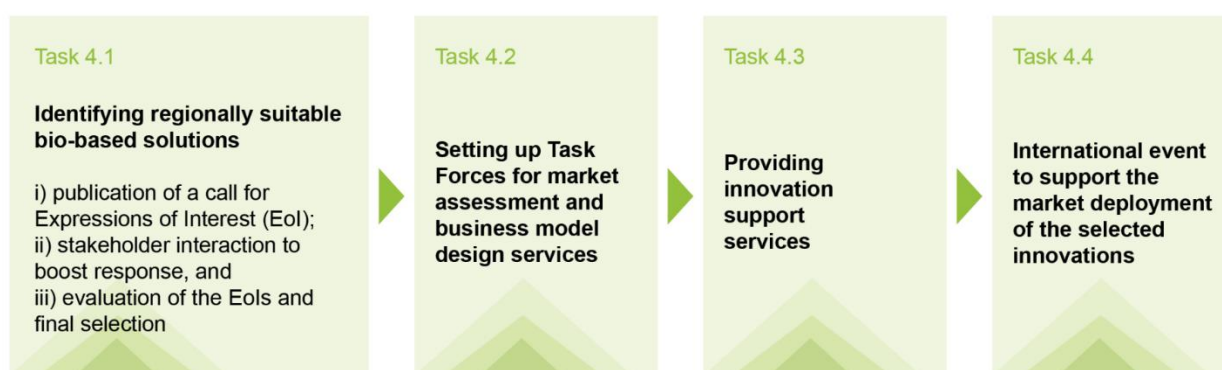 Task 4.1
Identifying regionally suitable
bio-based solutions
i) publication of a call for
Expressions of Interest (EoI);
ii) stakeholder interaction to
boost response, and
iii) evaluation of the EoIs and
final selection
Task 4.2
Setting up Task
Forces for market
assessment and
business model
design services
Task 4.3
Providing
innovation
support
services
Task 4.4
International event
to support the
market deployment
of the selected
innovations